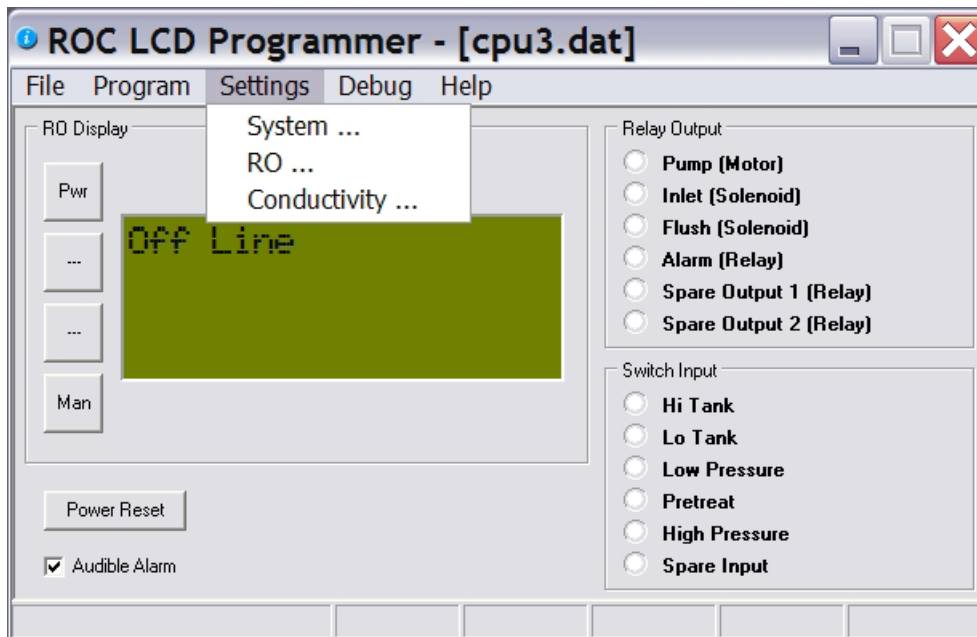 ROC LCD Programmer - [cpu3.dat]
File Program Settings Debug Help
System ...
RO ...
Conductivity ...
RO Display
Pwr
---
---
Man
Off Line
Power Reset
Audible Alarm
Relay Output
Pump (Motor)
Inlet (Solenoid)
Flush (Solenoid)
Alarm (Relay)
Spare Output 1 (Relay)
Spare Output 2 (Relay)
Switch Input
Hi Tank
Lo Tank
Low Pressure
Pretreat
High Pressure
Spare Input